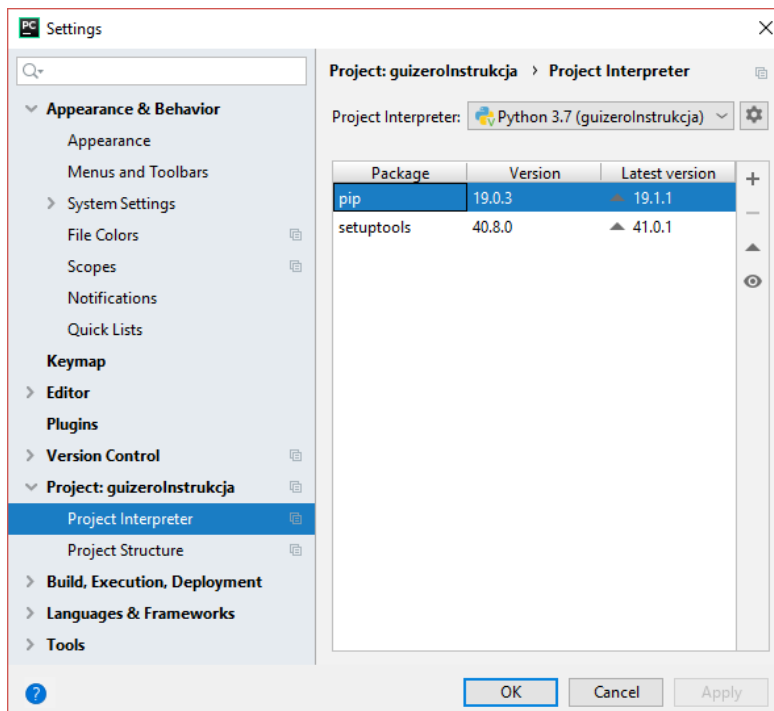 PC Settings
Appearance & Behavior
Appearance
Menus and Toolbars
System Settings
File Colors
Scopes
Notifications
Quick Lists
Keymap
Editor
Plugins
Version Control
Project: guizeroInstrukcja
Project Interpreter
Project Structure
Build, Execution, Deployment
Languages & Frameworks
Tools
Project: guizeroInstrukcja › Project Interpreter
Project Interpreter: Python 3.7 (guizeroInstrukcja)
Package Version Latest version
pip 19.0.3 19.1.1
setuptools 40.8.0 41.0.1
? OK Cancel Apply